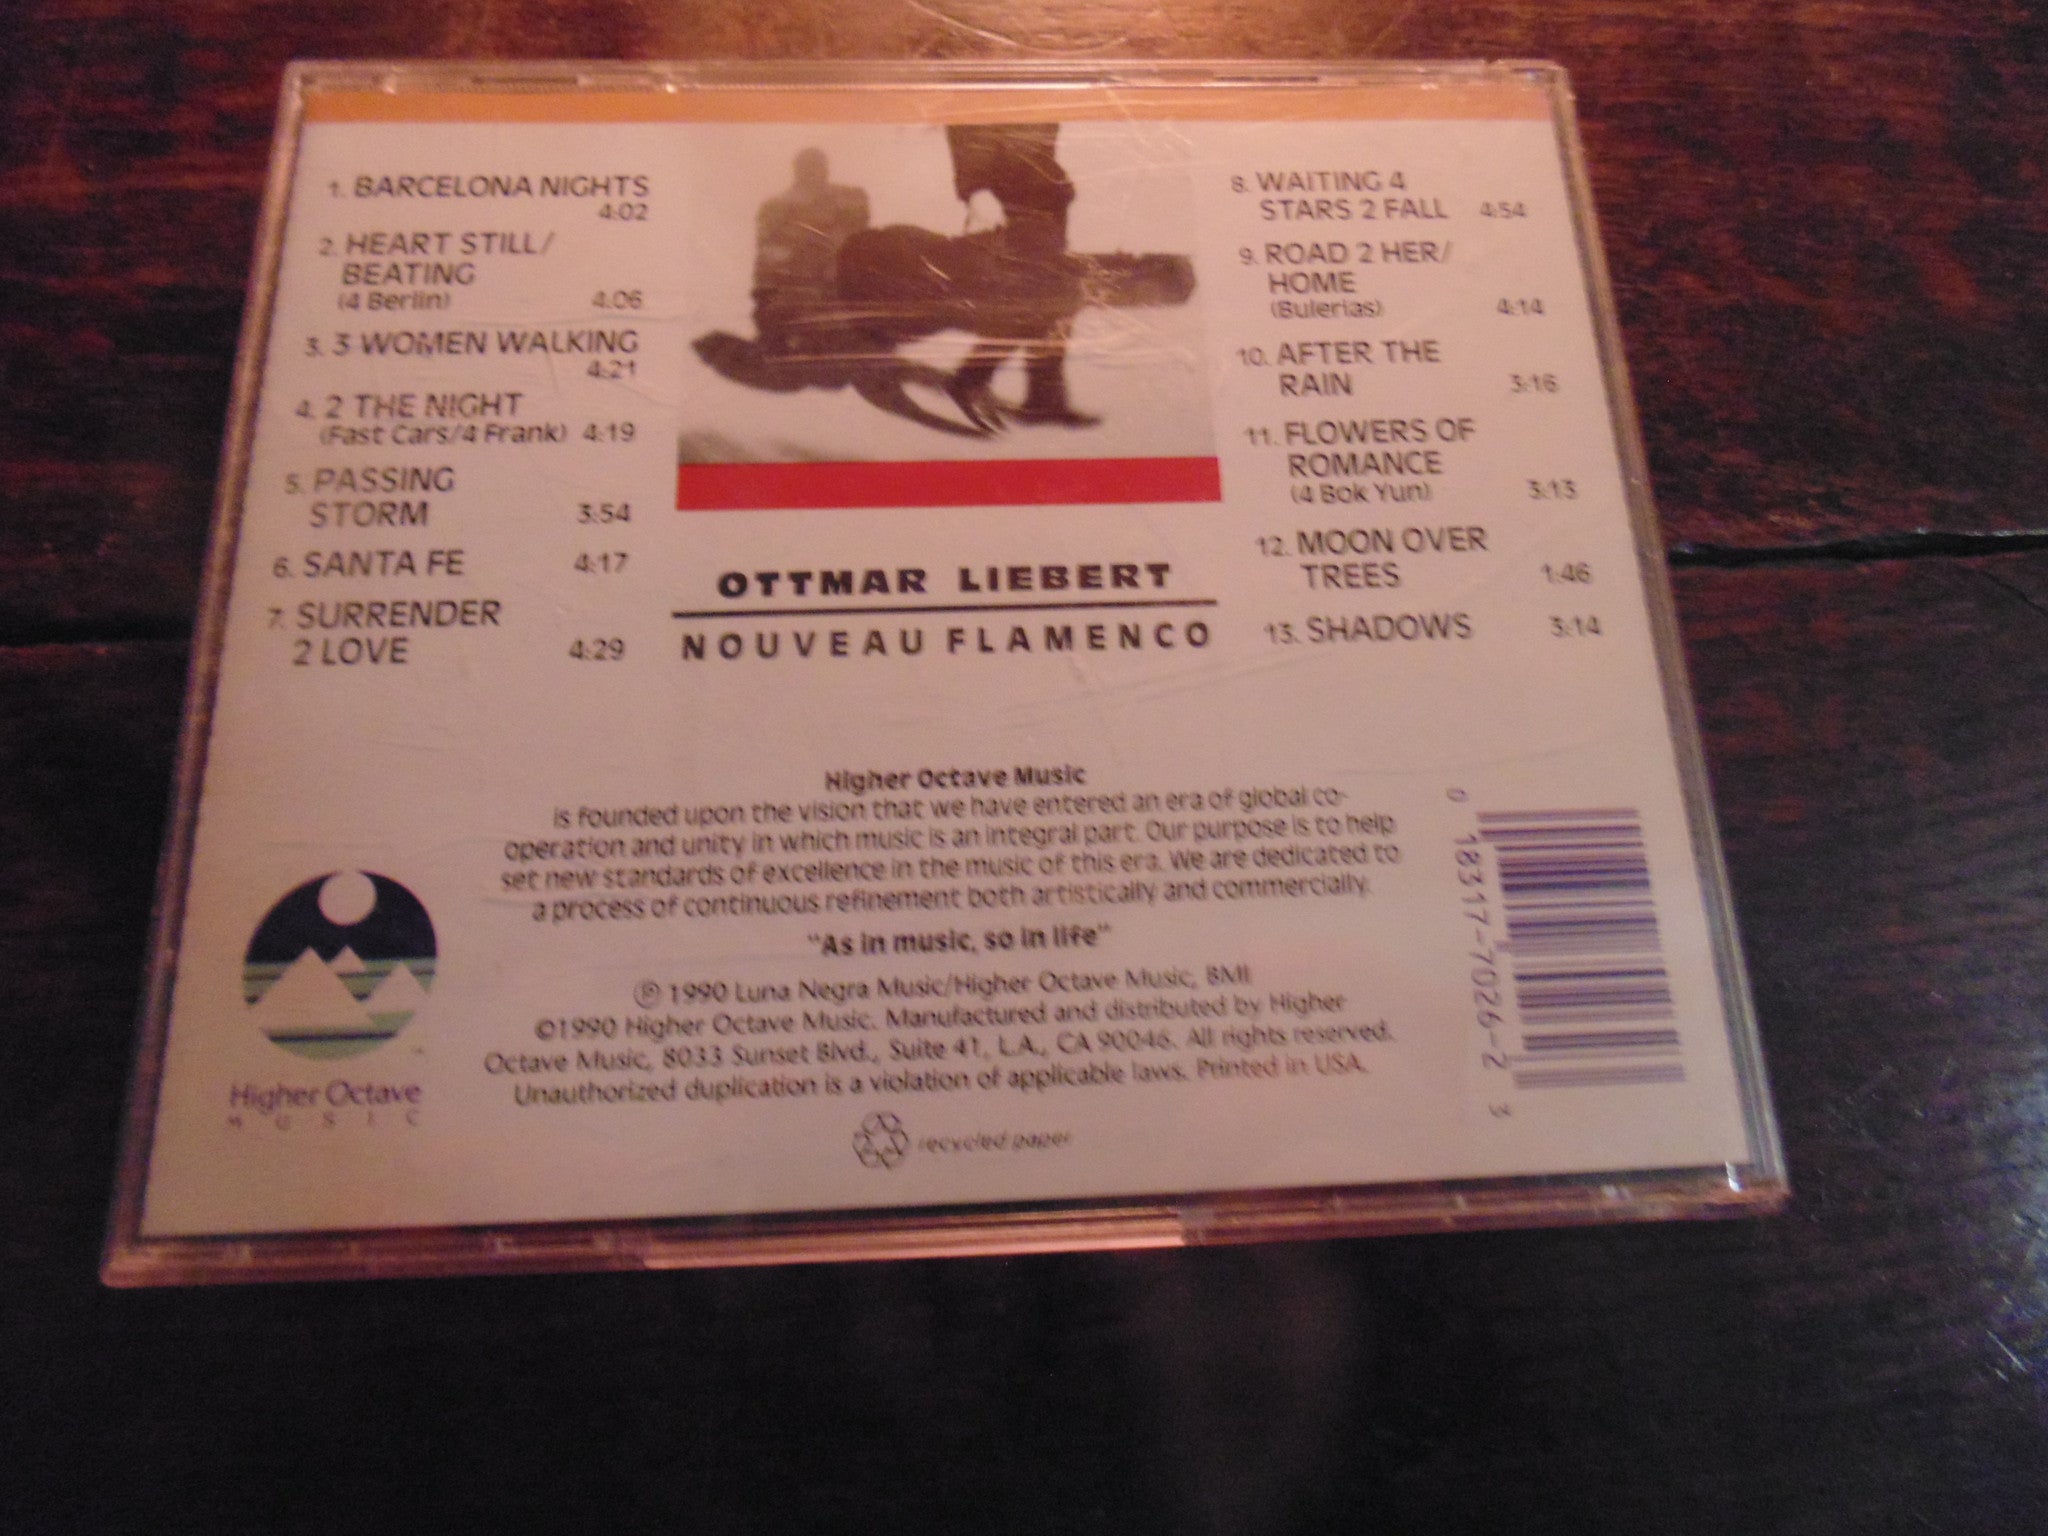 1. BARCELONA NIGHTS
4:02
2. HEART STILL/
BEATING
(4 Berlin) 4:06
3. 3 WOMEN WALKING
4:21
4. 2 THE NIGHT
(Fast Cars/4 Frank) 4:19
5. PASSING
STORM 3:54
6. SANTA FE 4:17
7. SURRENDER
2 LOVE 4:29
8. WAITING 4
STARS 2 FALL 4:54
9. ROAD 2 HER/
HOME
(Bulerias) 4:14
10. AFTER THE
RAIN 3:16
11. FLOWERS OF
ROMANCE
(4 Bok Yun) 3:13
12. MOON OVER
TREES 1:46
13. SHADOWS 3:14
OTTMAR LIEBERT
NOUVEAU FLAMENCO
Higher Octave Music
is founded upon the vision that we have entered an era of global co-
operation and unity in which music is an integral part. Our purpose is to help
set new standards of excellence in the music of this era. We are dedicated to
a process of continuous refinement both artistically and commercially.
"As in music, so in life"
℗ 1990 Luna Negra Music/Higher Octave Music, BMI
©1990 Higher Octave Music. Manufactured and distributed by Higher
Octave Music, 8033 Sunset Blvd., Suite 41, L.A., CA 90046. All rights reserved.
Unauthorized duplication is a violation of applicable laws. Printed in USA.
recycled paper
Higher Octave
MUSIC
™
0 18317-7026-2 3